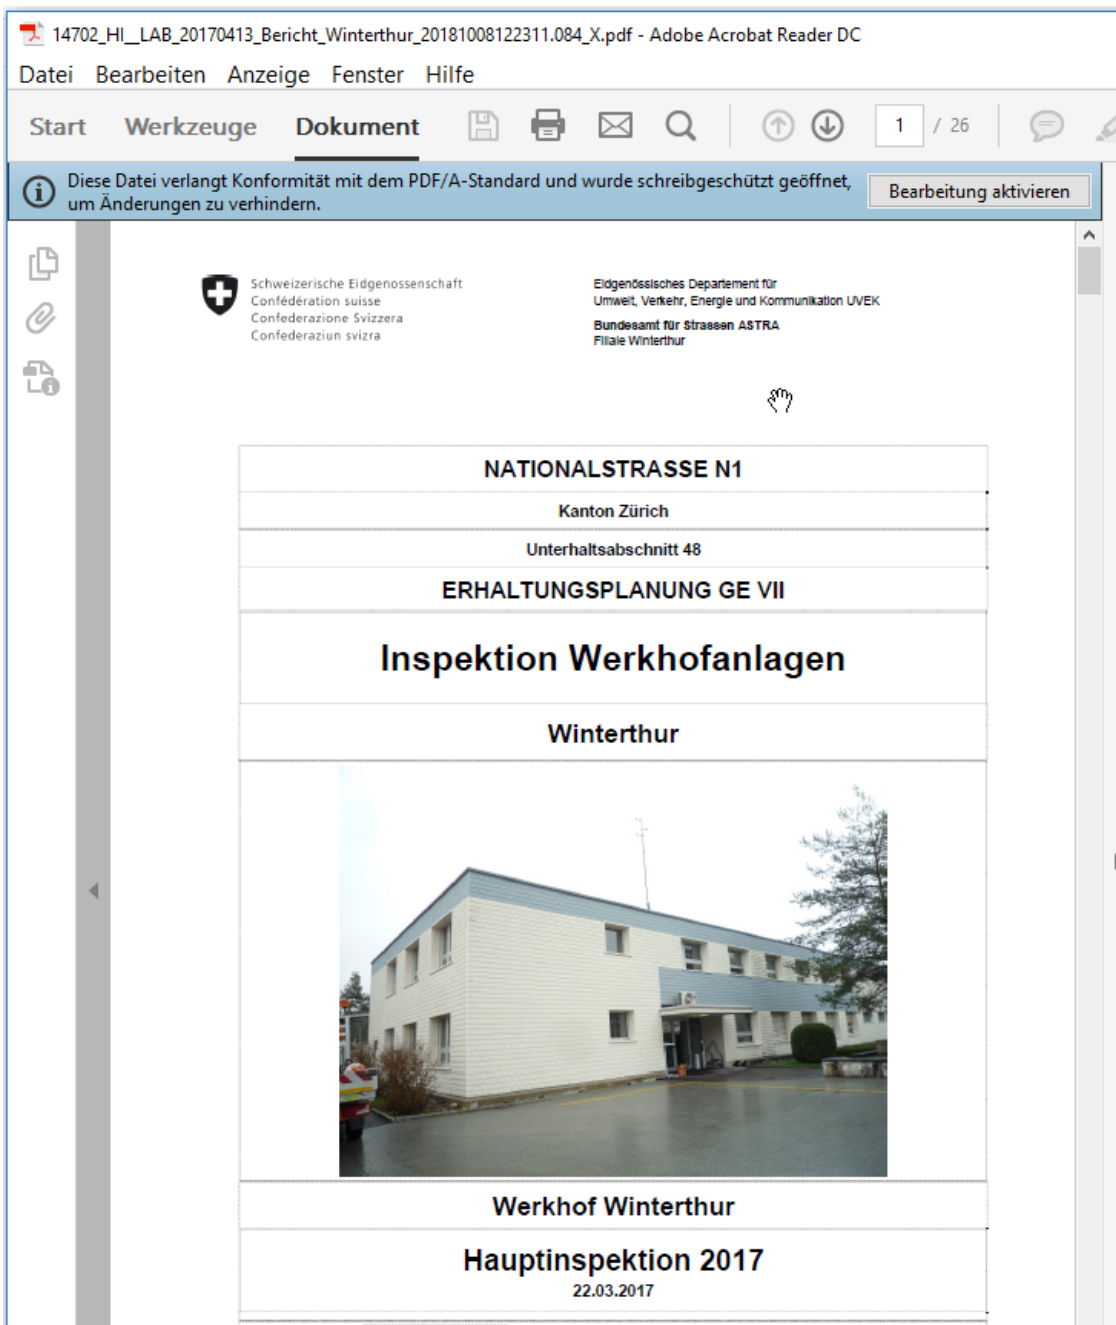 14702_HI__LAB_20170413_Bericht_Winterthur_20181008122311.084_X.pdf - Adobe Acrobat Reader DC
Datei Bearbeiten Anzeige Fenster Hilfe
Start Werkzeuge Dokument 1 / 26
Diese Datei verlangt Konformität mit dem PDF/A-Standard und wurde schreibgeschützt geöffnet,
um Änderungen zu verhindern.
Bearbeitung aktivieren
Schweizerische Eidgenossenschaft
Confédération suisse
Confederazione Svizzera
Confederaziun svizra
Eidgenössisches Departement für
Umwelt, Verkehr, Energie und Kommunikation UVEK
Bundesamt für Strassen ASTRA
Filiale Winterthur
NATIONALSTRASSE N1
Kanton Zürich
Unterhaltsabschnitt 48
ERHALTUNGSPLANUNG GE VII
Inspektion Werkhofanlagen
Winterthur
Werkhof Winterthur
Hauptinspektion 2017
22.03.2017